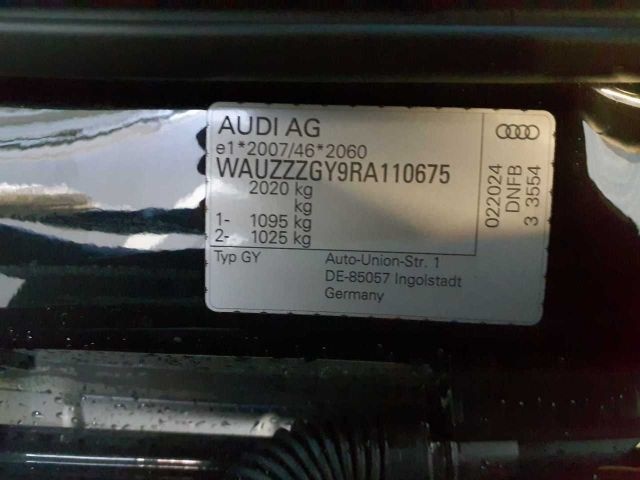 AUDI AG
e1*2007/46*2060
WAUZZZGY9RA110675
2020 kg
kg
1- 1095 kg
2- 1025 kg
Typ GY
Auto-Union-Str. 1
DE-85057 Ingolstadt
Germany
022024
DNFB
3 3554